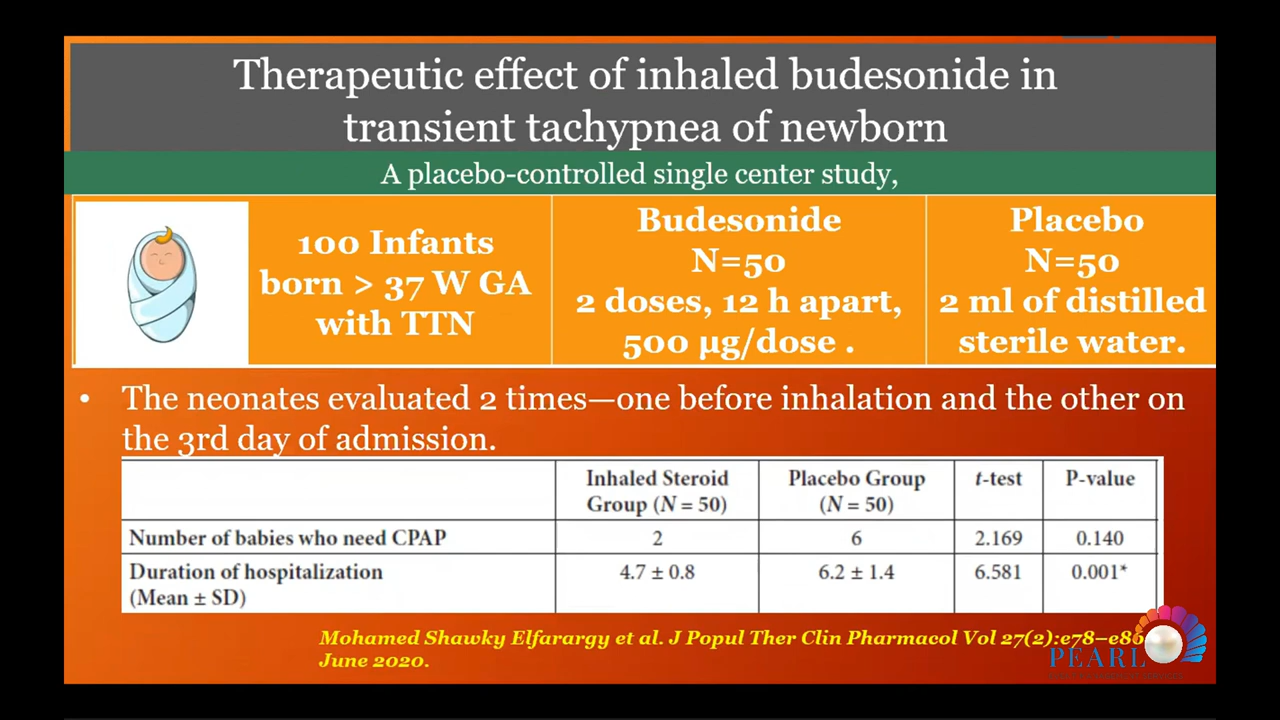 Therapeutic effect of inhaled budesonide in
transient tachypnea of newborn
A placebo-controlled single center study,
100 Infants
born > 37 W GA
with TTN
Budesonide
N=50
2 doses, 12 h apart,
500 µg/dose .
Placebo
N=50
2 ml of distilled
sterile water.
• The neonates evaluated 2 times—one before inhalation and the other on
the 3rd day of admission.
Inhaled Steroid
Group (N = 50)
Placebo Group
(N = 50)
t-test
P-value
Number of babies who need CPAP
2
6
2.169
0.140
Duration of hospitalization
(Mean ± SD)
4.7 ± 0.8
6.2 ± 1.4
6.581
0.001*
Mohamed Shawky Elfarargy et al. J Popul Ther Clin Pharmacol Vol 27(2):e78–e86
June 2020.
PEARL